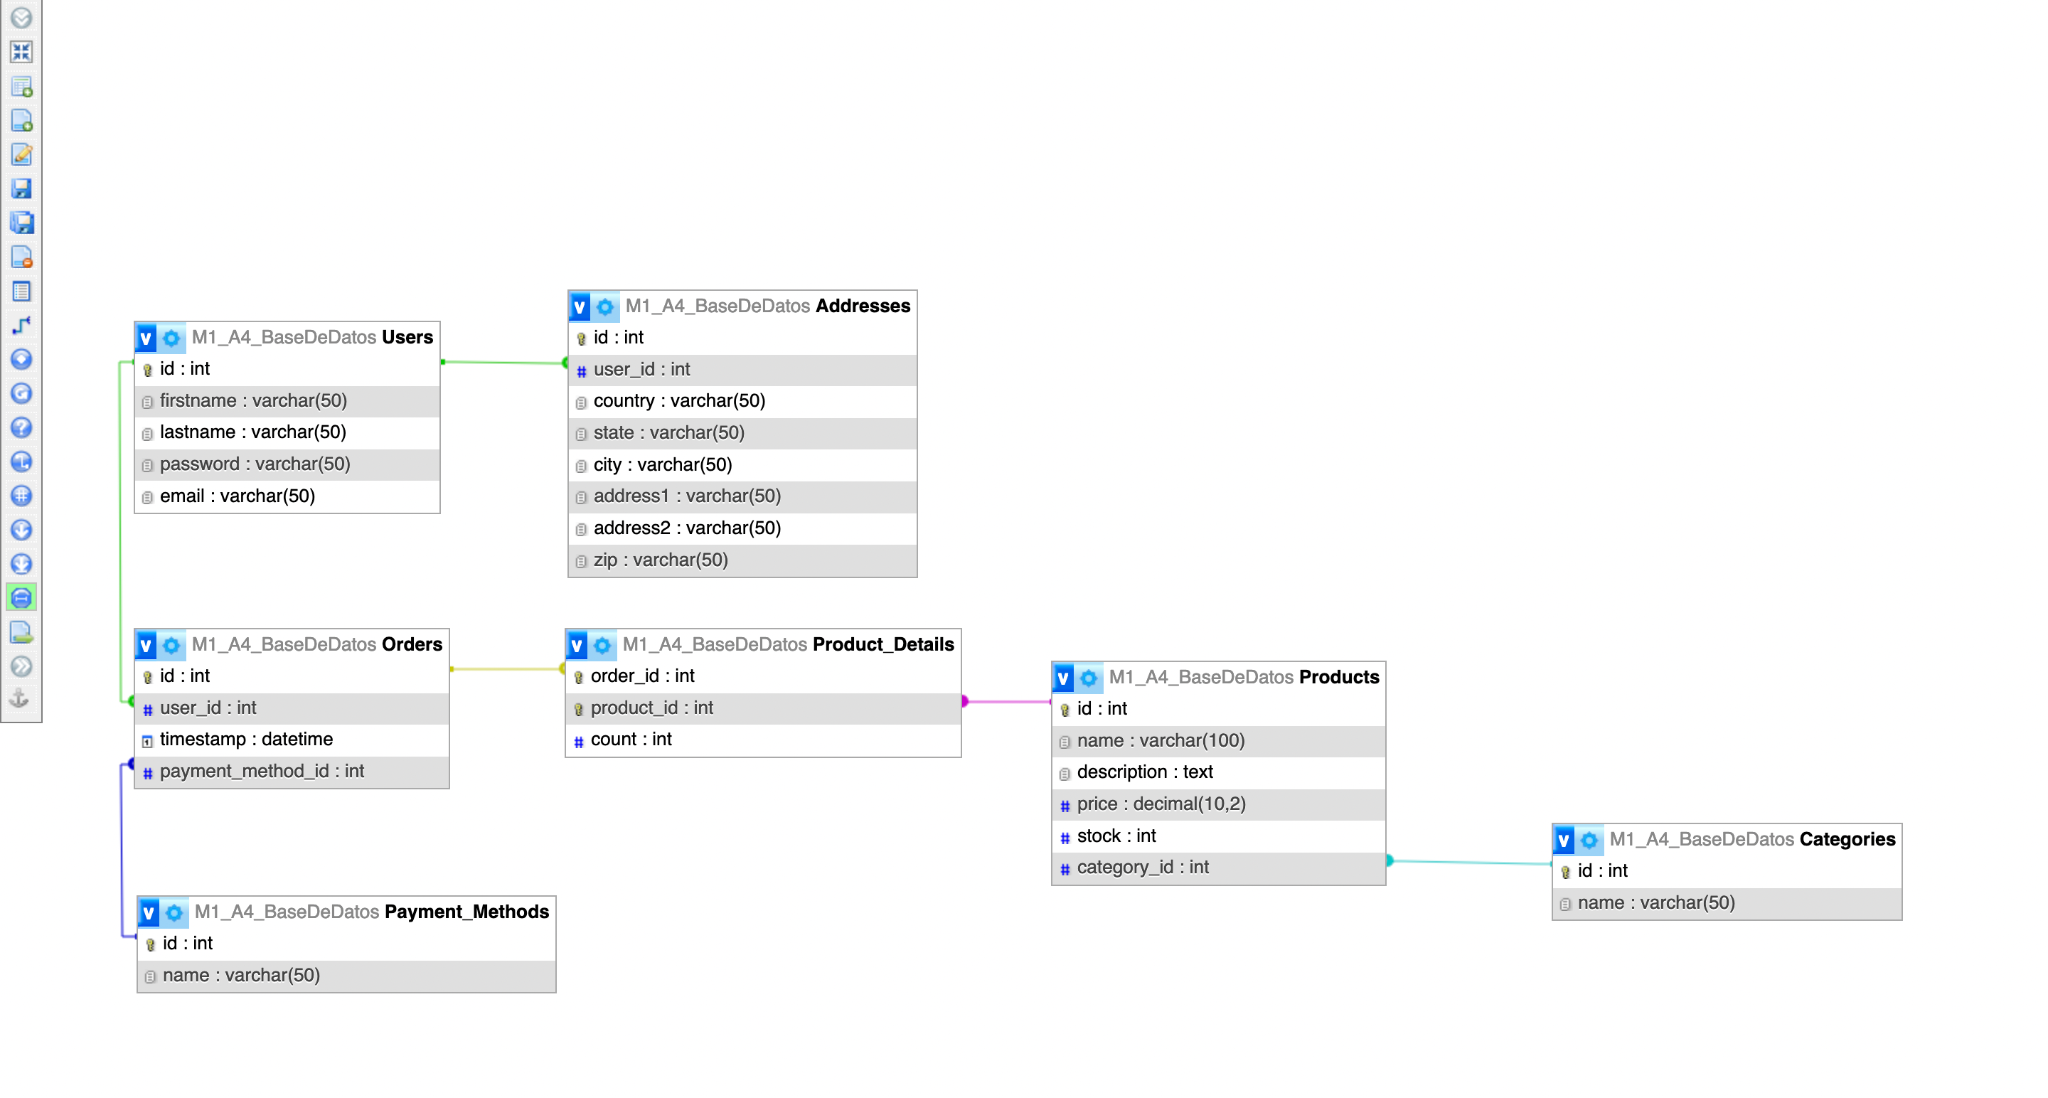 M1_A4_BaseDeDatos Users
id : int
firstname : varchar(50)
lastname : varchar(50)
password : varchar(50)
email : varchar(50)
M1_A4_BaseDeDatos Addresses
id : int
user_id : int
country : varchar(50)
state : varchar(50)
city : varchar(50)
address1 : varchar(50)
address2 : varchar(50)
zip : varchar(50)
M1_A4_BaseDeDatos Orders
id : int
user_id : int
timestamp : datetime
payment_method_id : int
M1_A4_BaseDeDatos Product_Details
order_id : int
product_id : int
count : int
M1_A4_BaseDeDatos Products
id : int
name : varchar(100)
description : text
price : decimal(10,2)
stock : int
category_id : int
M1_A4_BaseDeDatos Categories
id : int
name : varchar(50)
M1_A4_BaseDeDatos Payment_Methods
id : int
name : varchar(50)